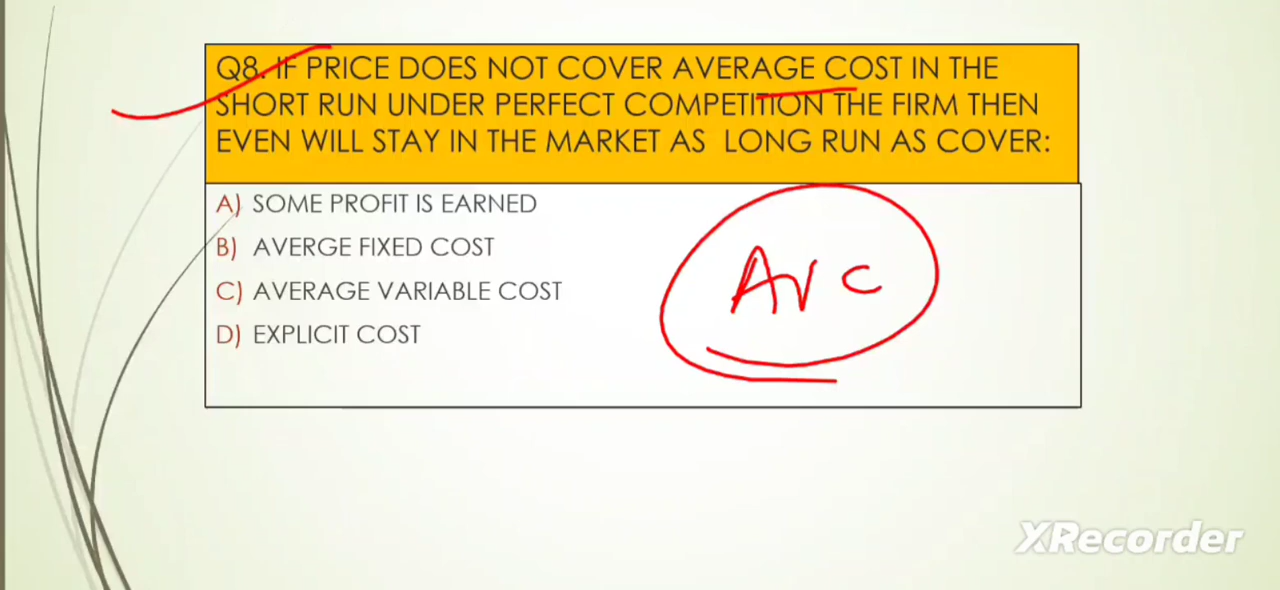 Q8. IF PRICE DOES NOT COVER AVERAGE COST IN THE
SHORT RUN UNDER PERFECT COMPETITION THE FIRM THEN
EVEN WILL STAY IN THE MARKET AS LONG RUN AS COVER:
A) SOME PROFIT IS EARNED
B) AVERGE FIXED COST
C) AVERAGE VARIABLE COST
D) EXPLICIT COST
AVC
XRecorder